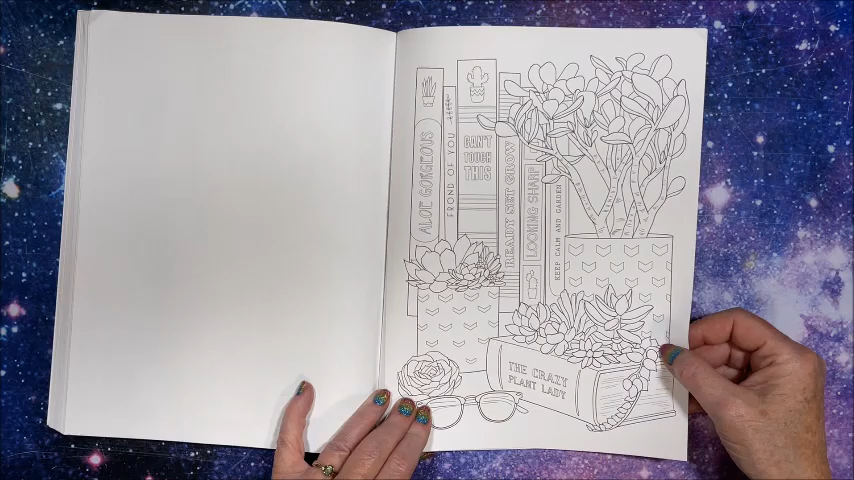 ALOE GORGEOUS
FROND OF YOU
CAN'T
TOUCH
THIS
READY SET GROW
LOOKING SHARP
KEEP CALM AND GARDEN
THE CRAZY
PLANT LADY